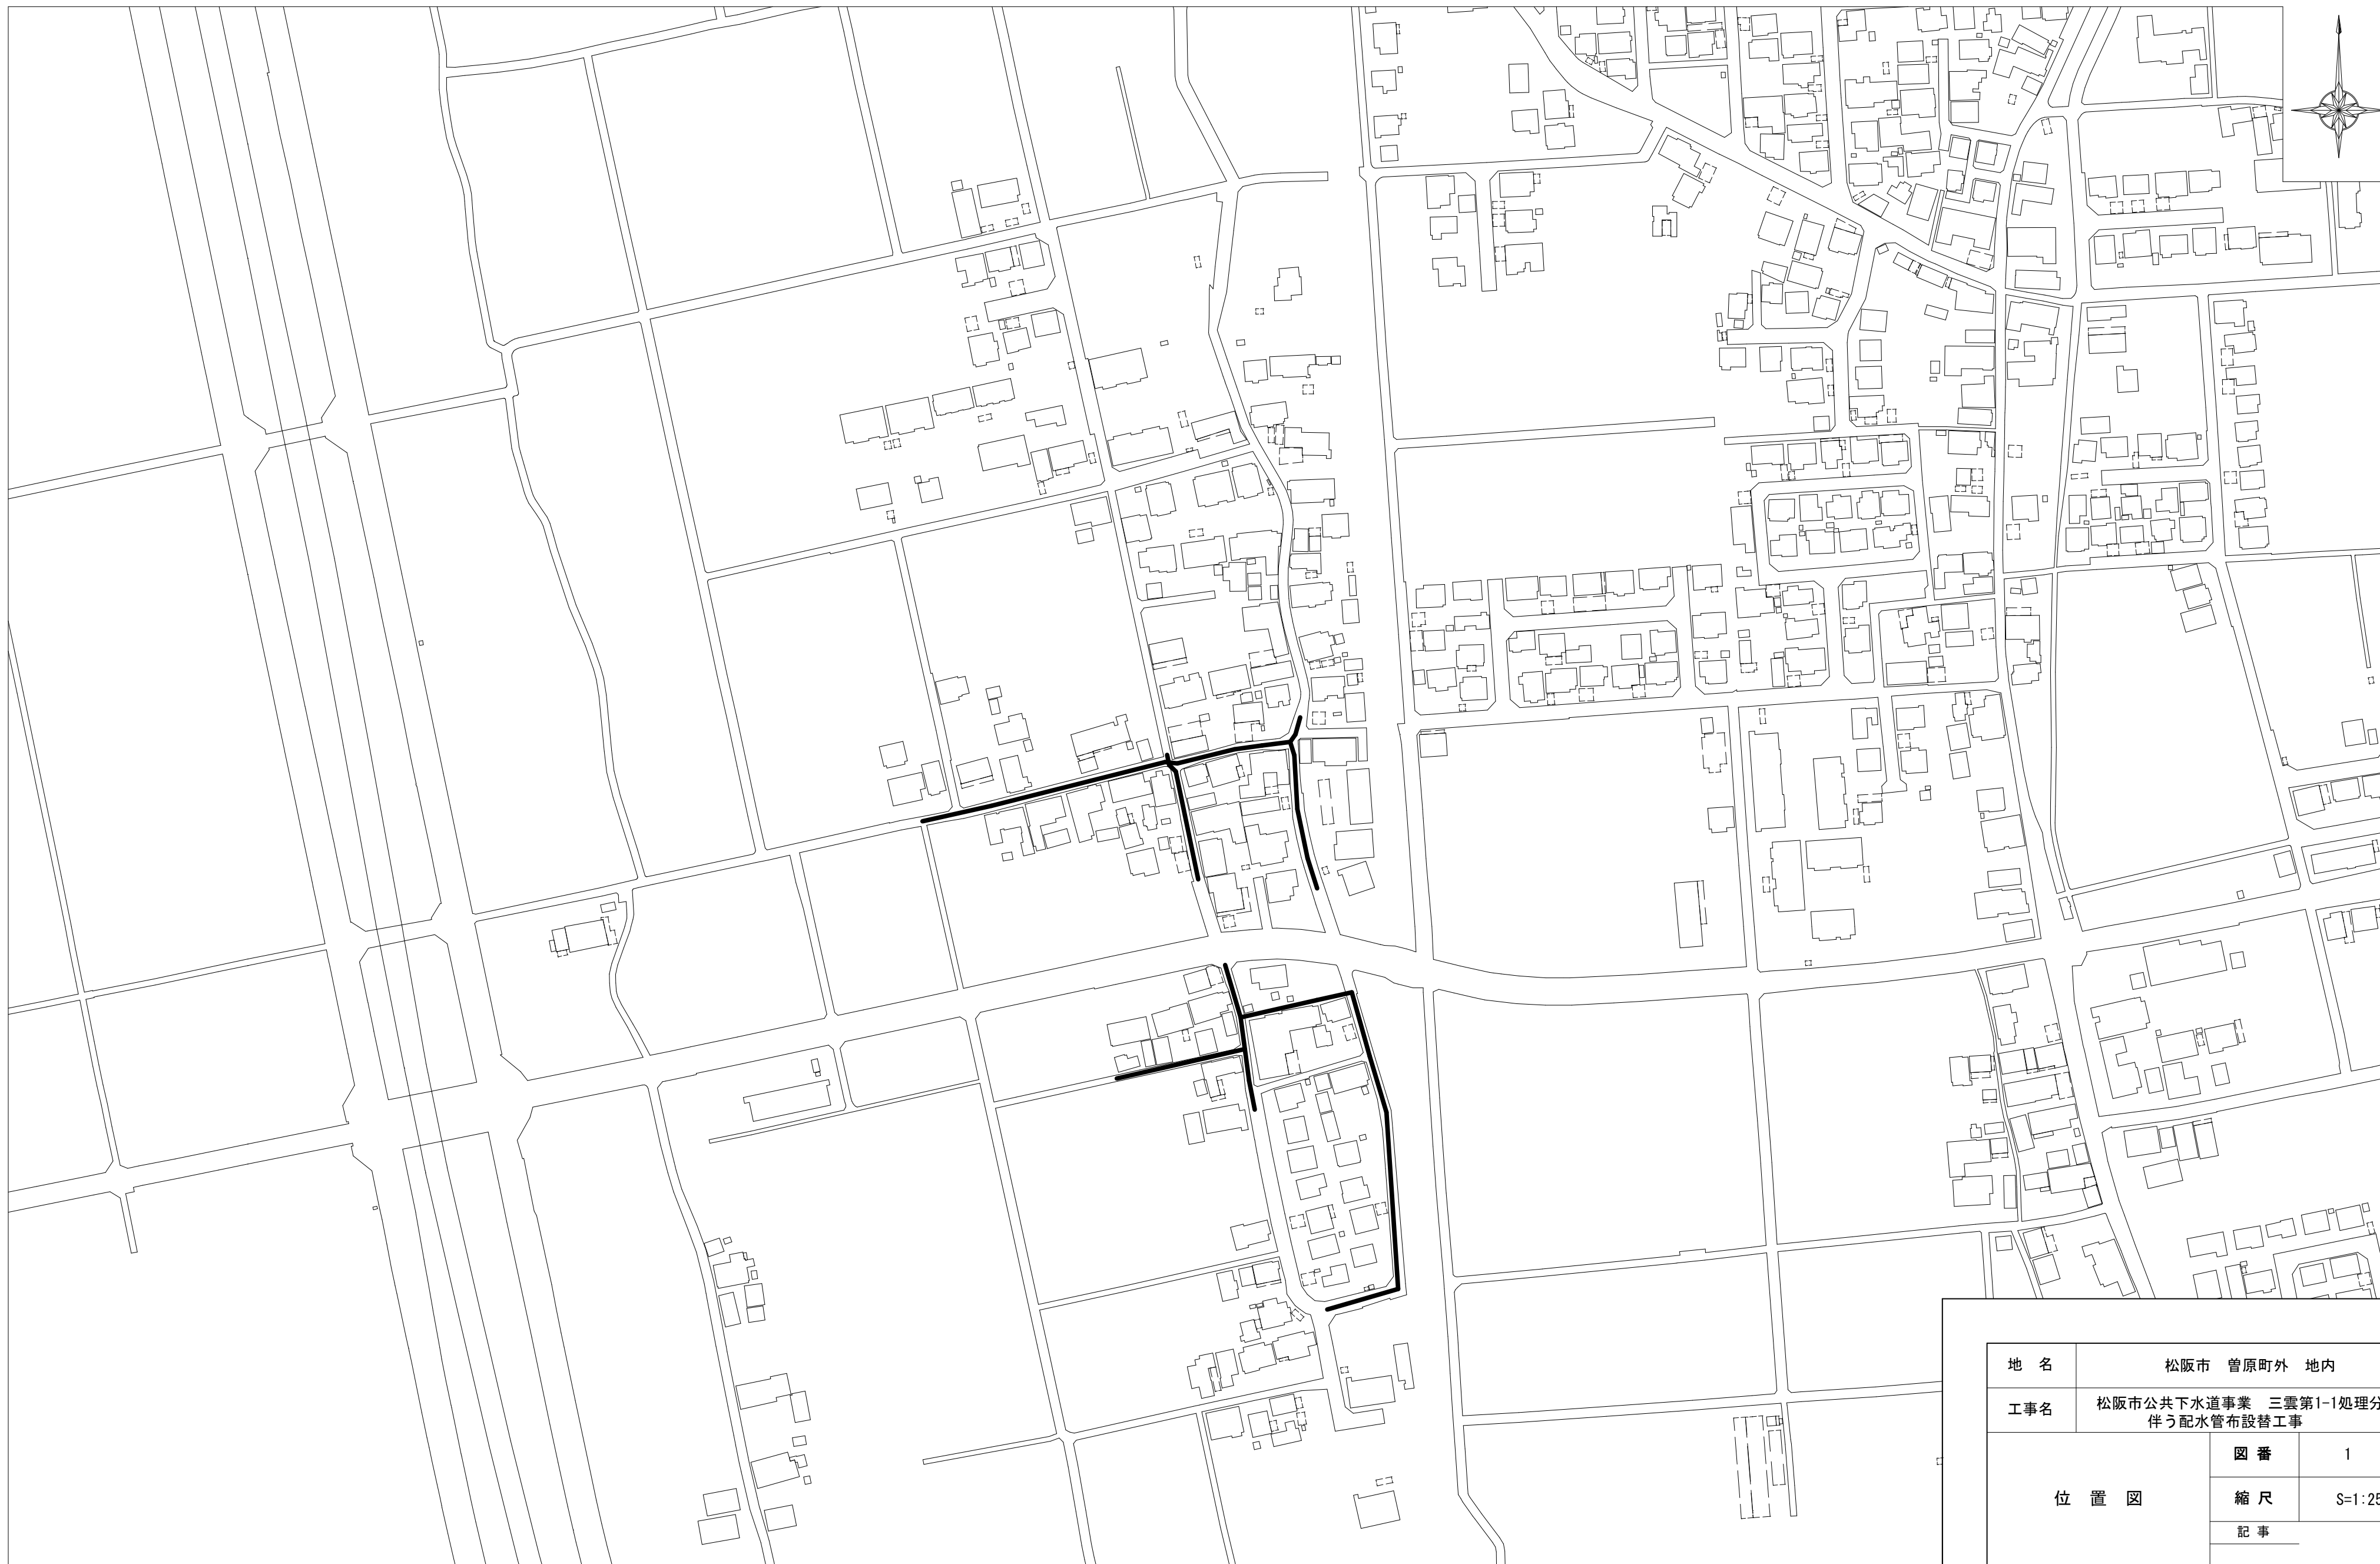 地 名 松阪市 曽原町外 地内
工事名 松阪市公共下水道事業 三雲第1-1処理分
伴う配水管布設替工事
位 置 図
図 番 1
縮 尺 S=1:25
記 事